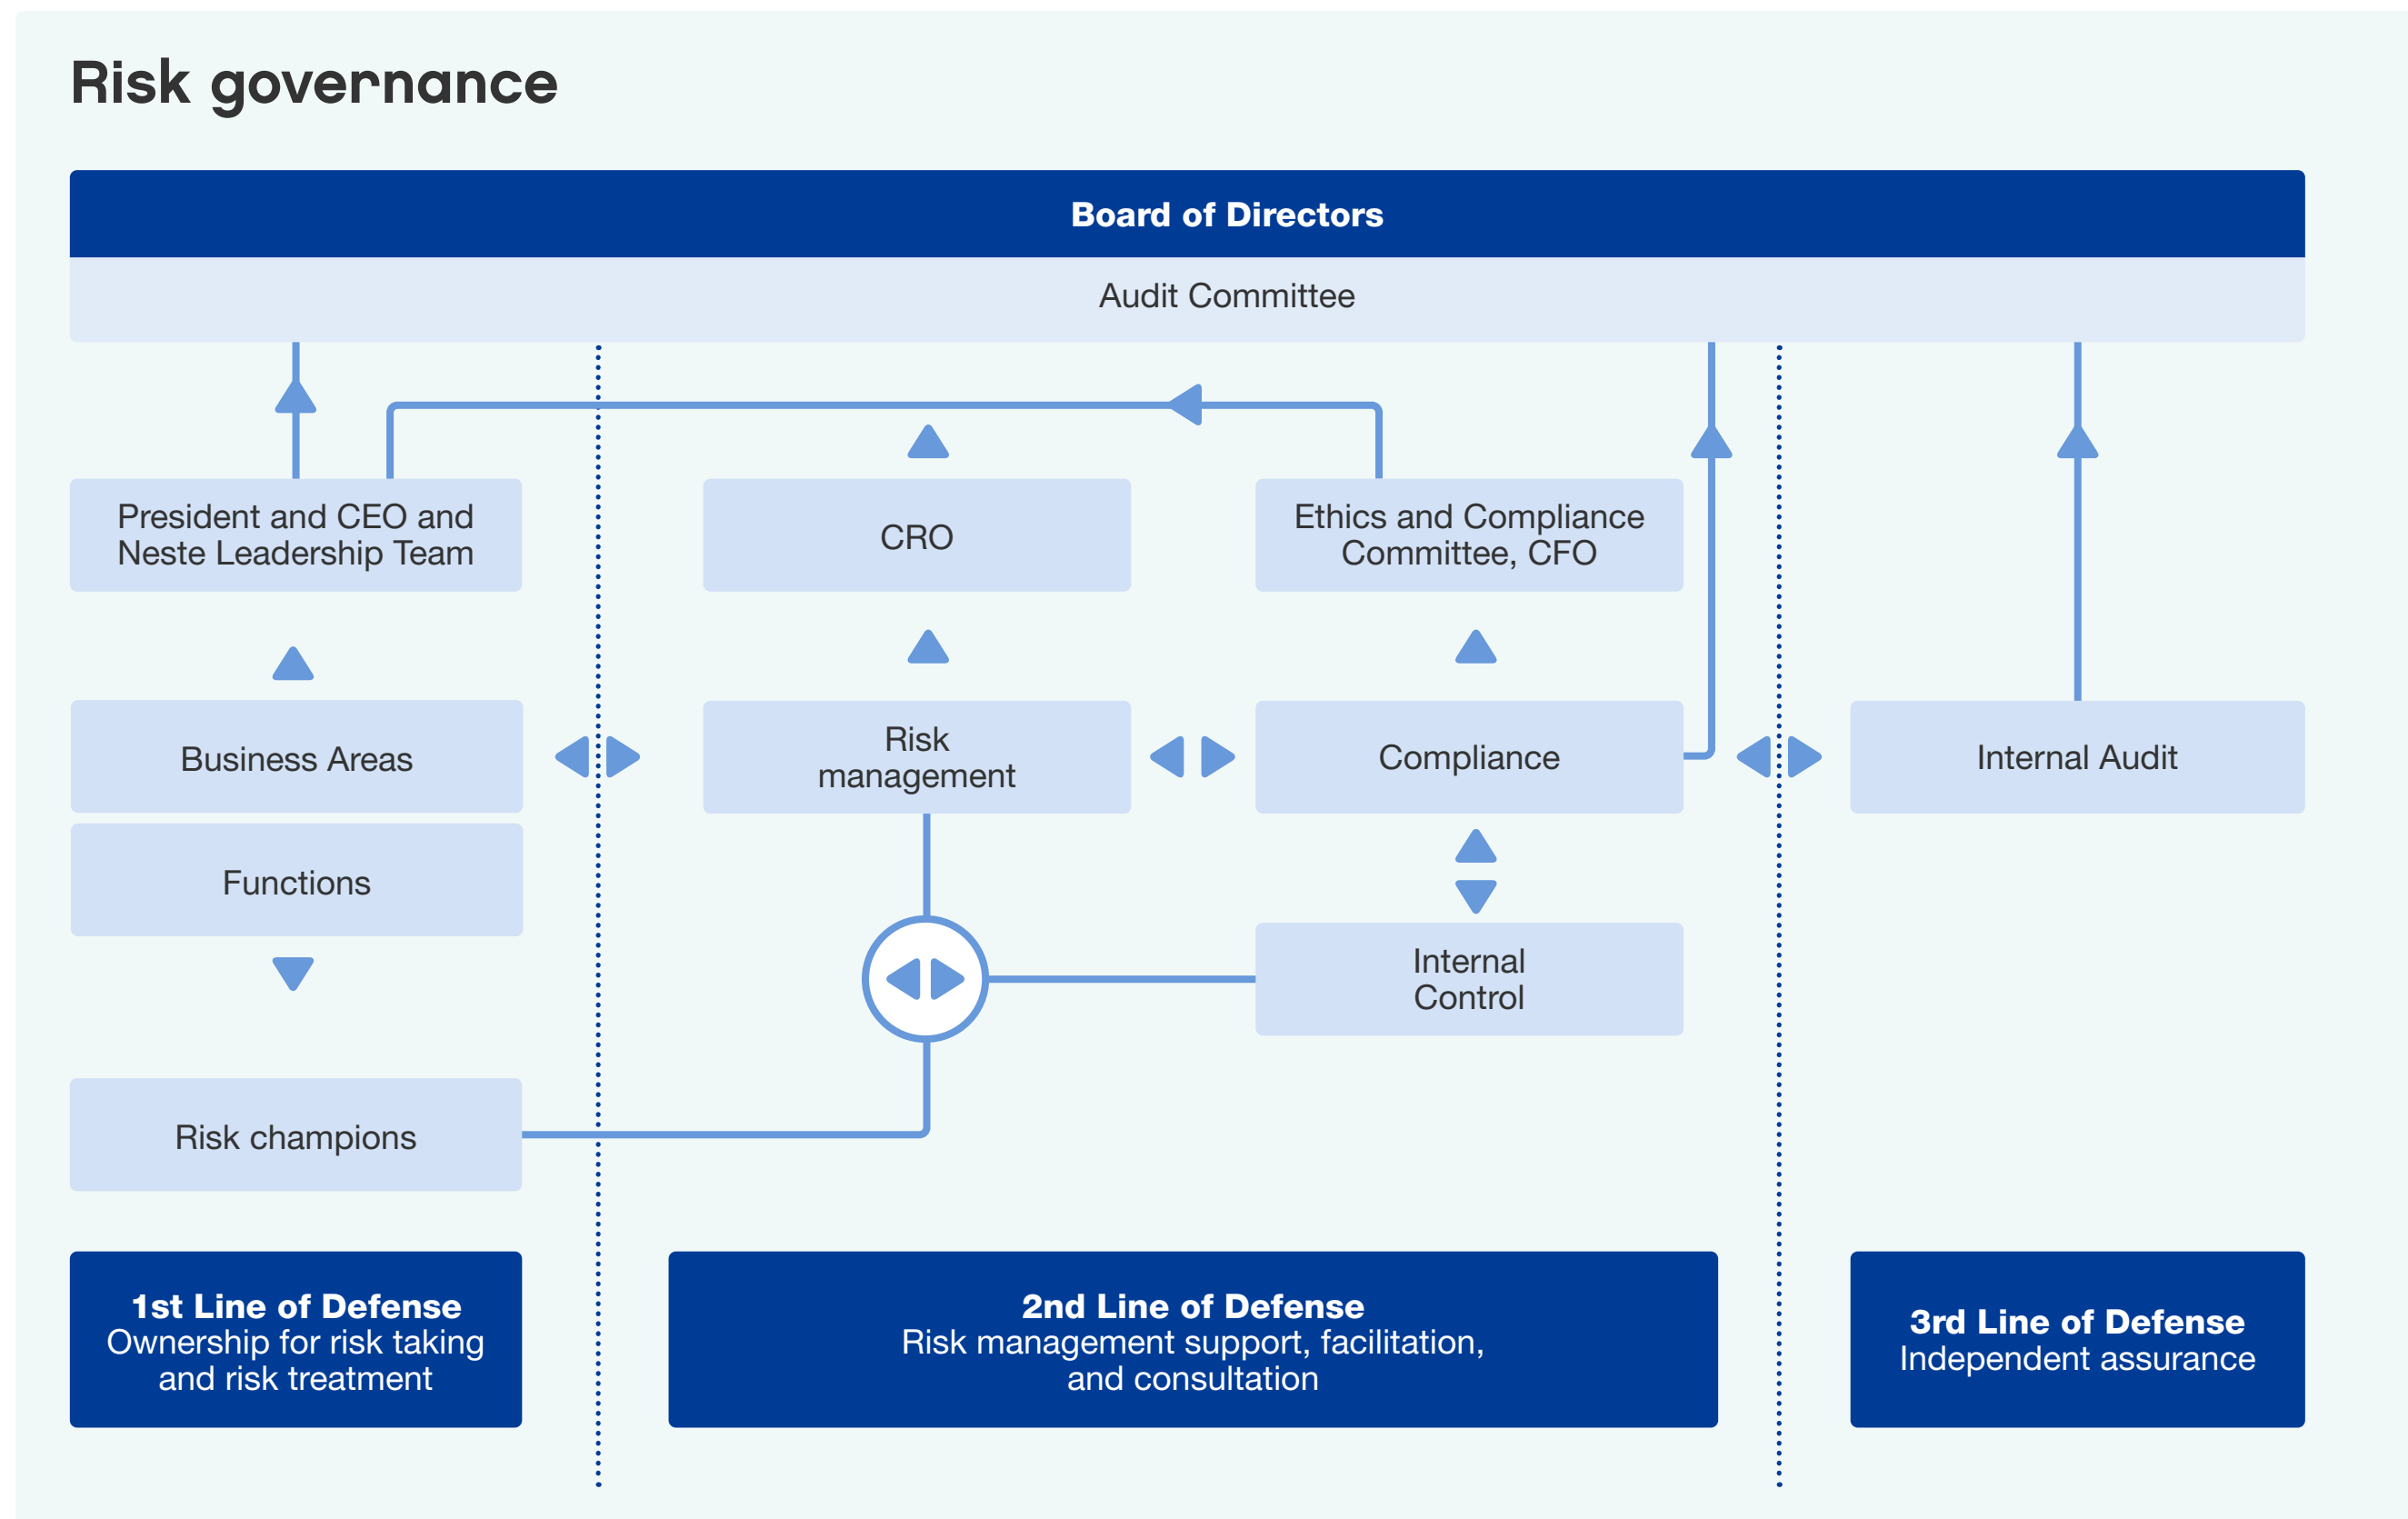 Risk governance
Board of Directors
Audit Committee
President and CEO and
Neste Leadership Team
CRO
Ethics and Compliance
Committee, CFO
Business Areas
Risk
management
Compliance
Internal Audit
Functions
Internal
Control
Risk champions
1st Line of Defense
Ownership for risk taking
and risk treatment
2nd Line of Defense
Risk management support, facilitation,
and consultation
3rd Line of Defense
Independent assurance